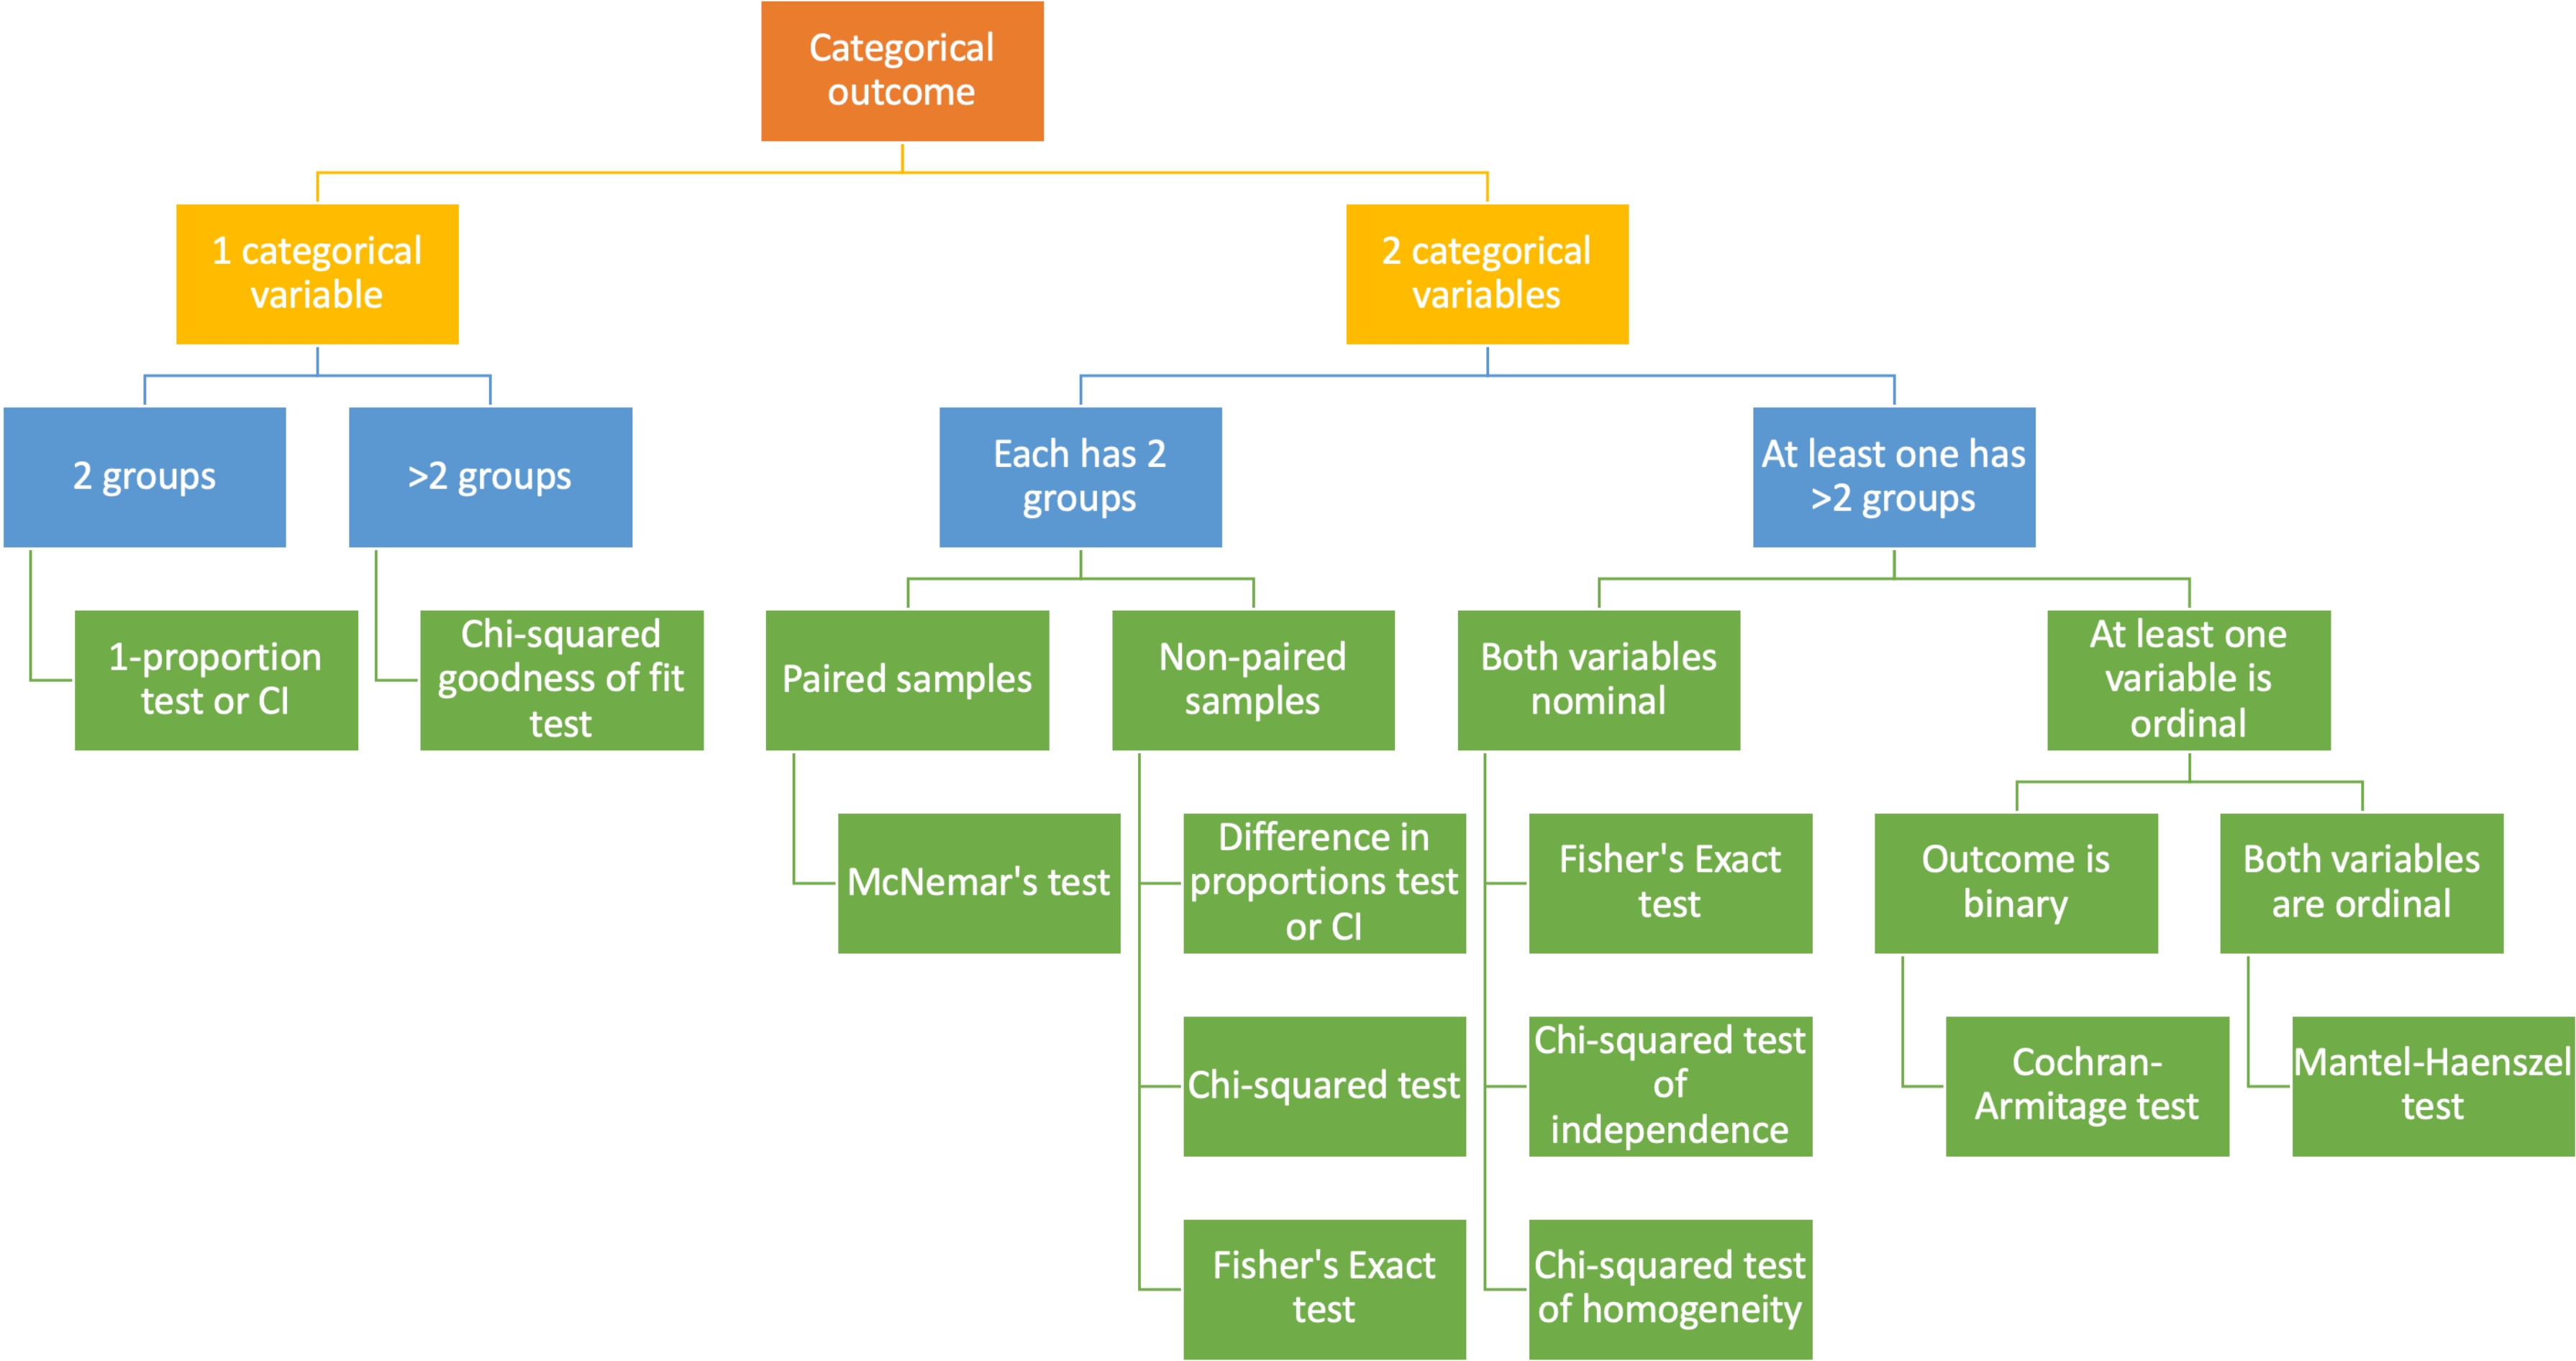 Categorical
outcome
1 categorical
variable
2 categorical
variables
2 groups
>2 groups
Each has 2
groups
At least one has
>2 groups
1-proportion
test or CI
Chi-squared
goodness of fit
test
Paired samples
Non-paired
samples
Both variables
nominal
At least one
variable is
ordinal
McNemar's test
Difference in
proportions test
or CI
Fisher's Exact
test
Outcome is
binary
Both variables
are ordinal
Chi-squared test
Chi-squared test
of
independence
Cochran-
Armitage test
Mantel-Haenszel
test
Fisher's Exact
test
Chi-squared test
of homogeneity